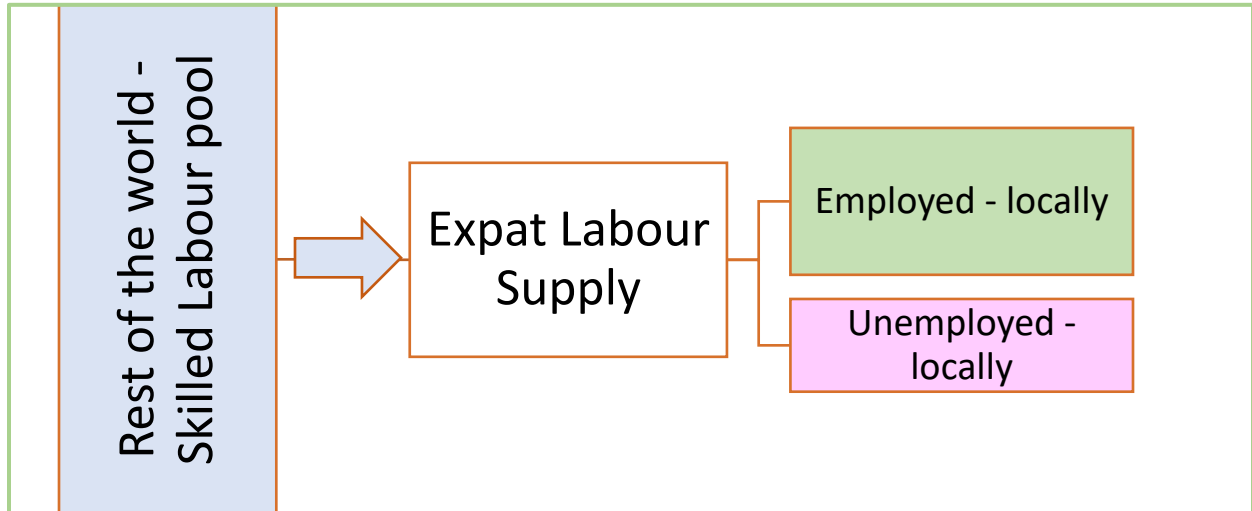 Rest of the world -
Skilled Labour pool
Expat Labour
Supply
Employed - locally
Unemployed -
locally